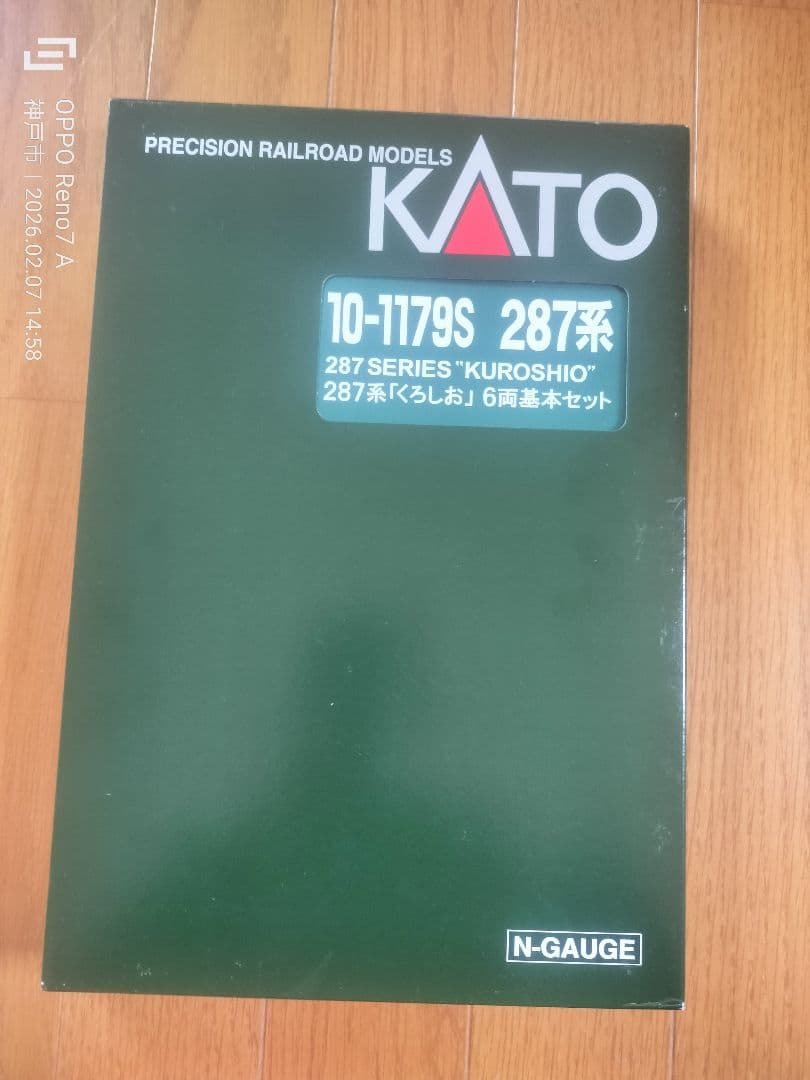 PRECISION RAILROAD MODELS
KATO
10-1179S 287系
287 SERIES "KUROSHIO"
287系「くろしお」 6両基本セット
N-GAUGE
OPPO Reno7 A
神戸市 | 2026.02.07 14:58